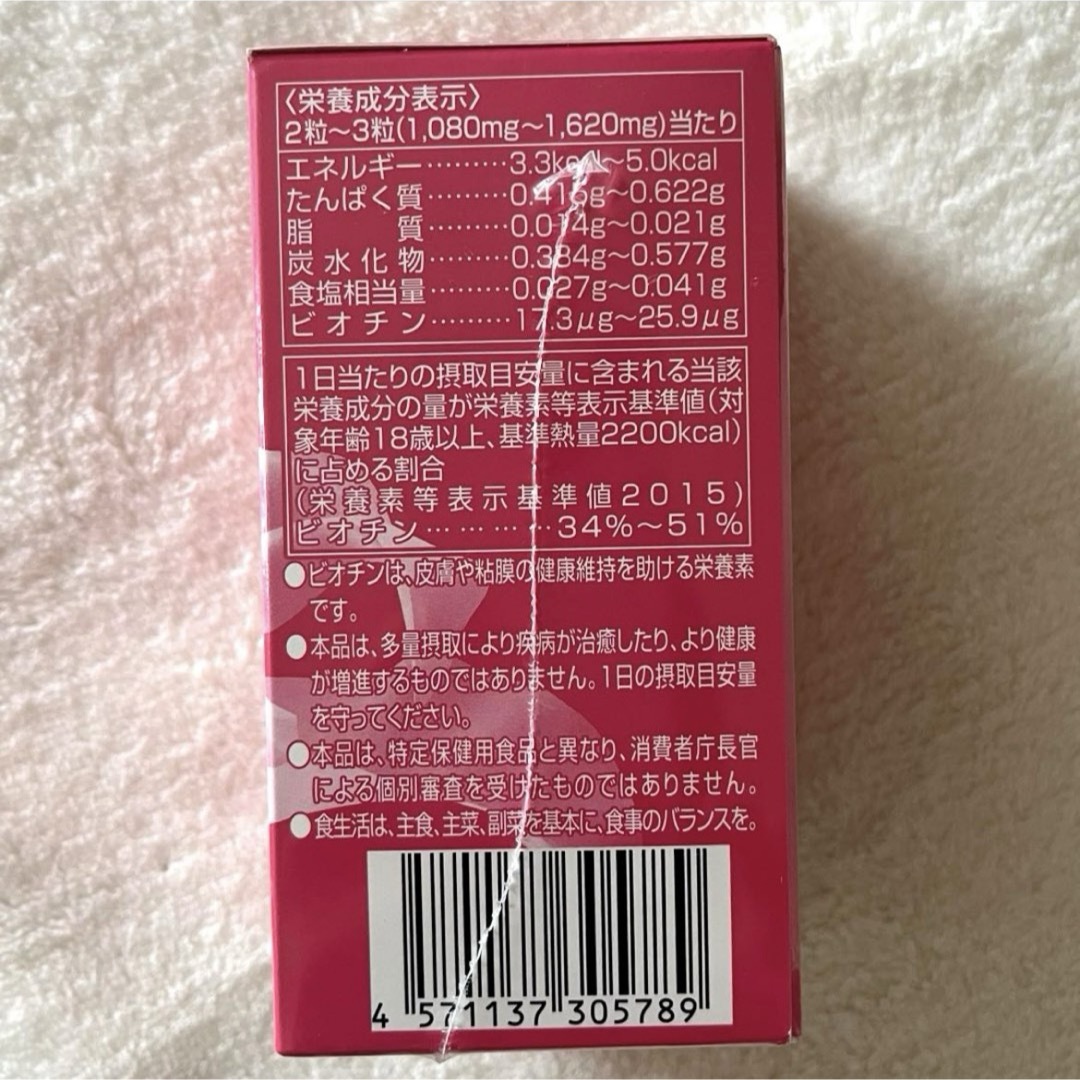 〈栄養成分表示〉
2粒〜3粒(1,080mg〜1,620mg)当たり
エネルギー………3.3kcal〜5.0kcal
たんぱく質………0.415g〜0.622g
脂質………0.014g〜0.021g
炭水化物………0.384g〜0.577g
食塩相当量………0.027g〜0.041g
ビオチン………17.3μg〜25.9μg
1日当たりの摂取目安量に含まれる当該
栄養成分の量が栄養素等表示基準値(対
象年齢18歳以上、基準熱量2200kcal)
に占める割合
(栄養素等表示基準値2015)
ビオチン…………34%〜51%
●ビオチンは、皮膚や粘膜の健康維持を助ける栄養素
です。
●本品は、多量摂取により疾病が治癒したり、より健康
が増進するものではありません。1日の摂取目安量
を守ってください。
●本品は、特定保健用食品と異なり、消費者庁長官
による個別審査を受けたものではありません。
●食生活は、主食、主菜、副菜を基本に、食事のバランスを。
4 571137 305789